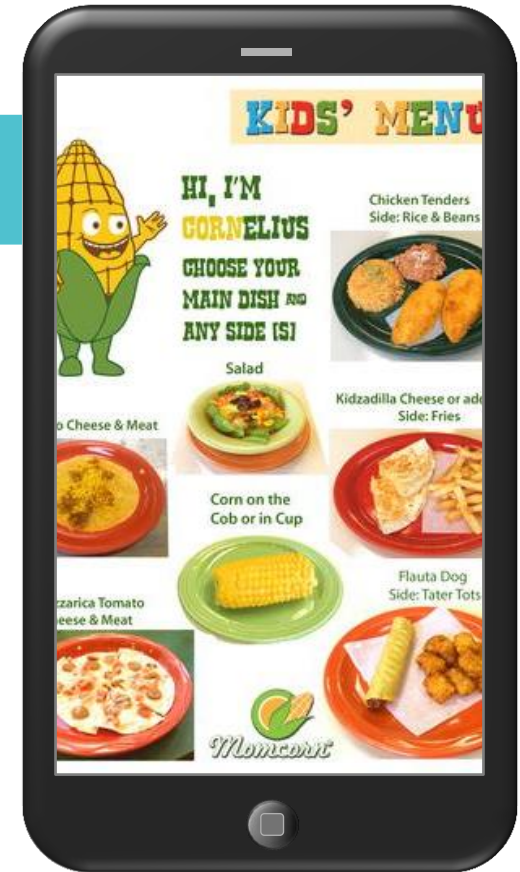 KIDS' MENU
HI, I'M
CORNELIUS
CHOOSE YOUR
MAIN DISH AND
ANY SIDE [S]
Chicken Tenders
Side: Rice & Beans
Salad
Kidzadilla Cheese or add
Side: Fries
o Cheese & Meat
Corn on the
Cob or in Cup
Flauta Dog
Side: Tater Tots
zzarica Tomato
eese & Meat
Momcorn